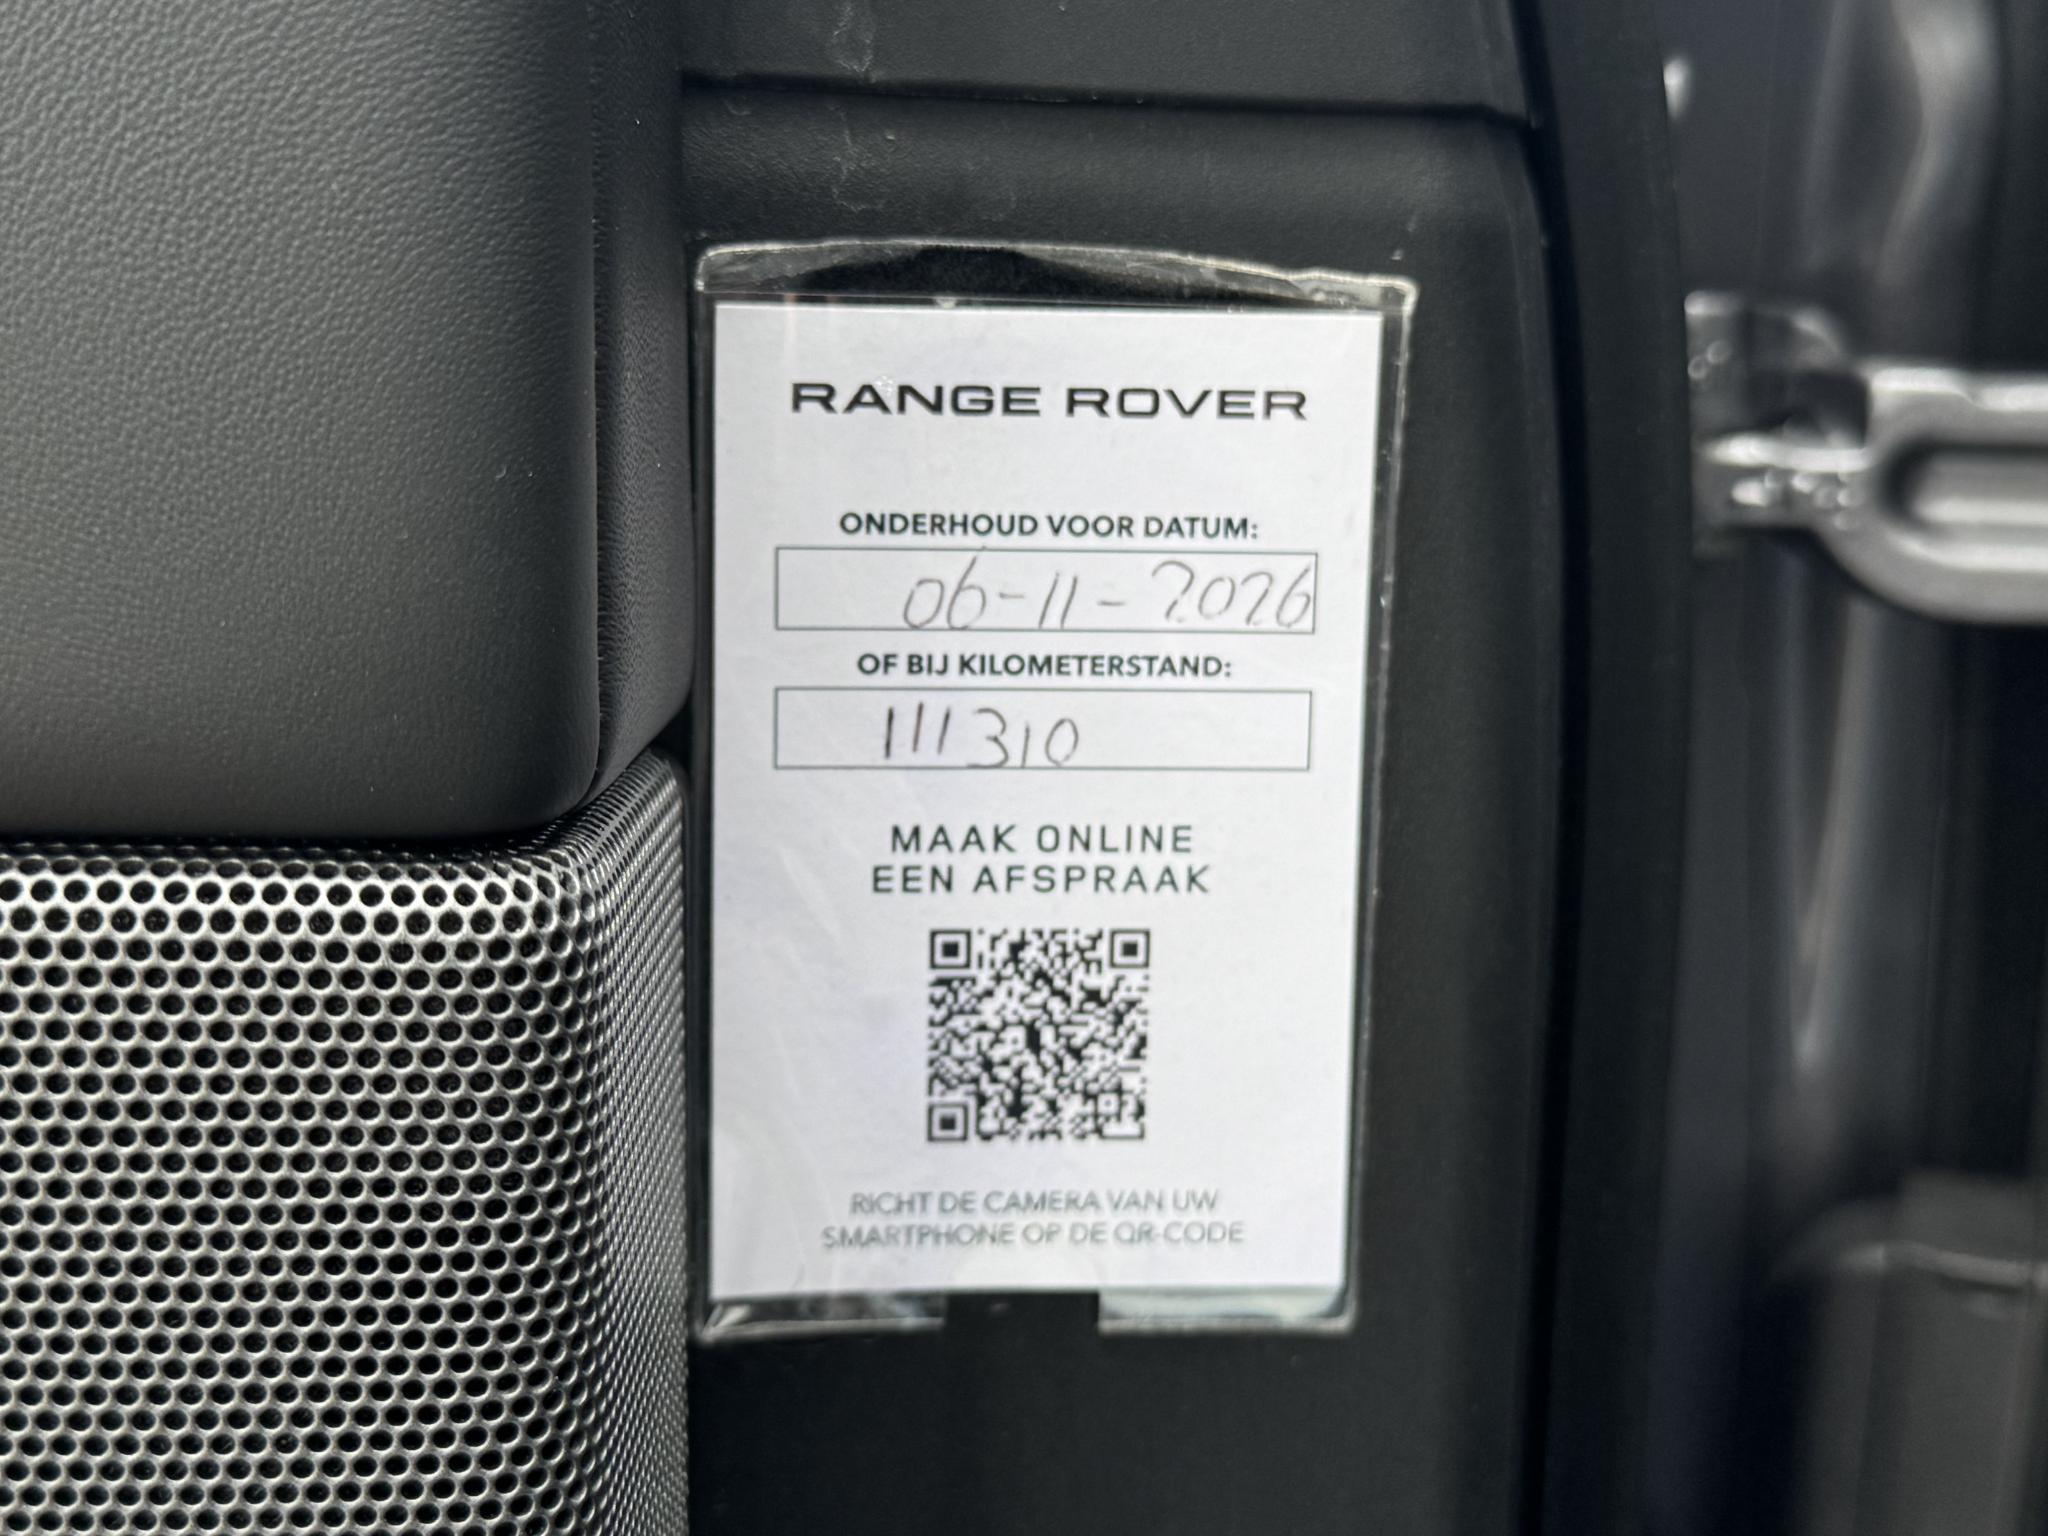 RANGE ROVER
ONDERHOUD VOOR DATUM:
06-11-2026
OF BIJ KILOMETERSTAND:
111310
MAAK ONLINE
EEN AFSPRAAK
RICHT DE CAMERA VAN UW
SMARTPHONE OP DE QR-CODE